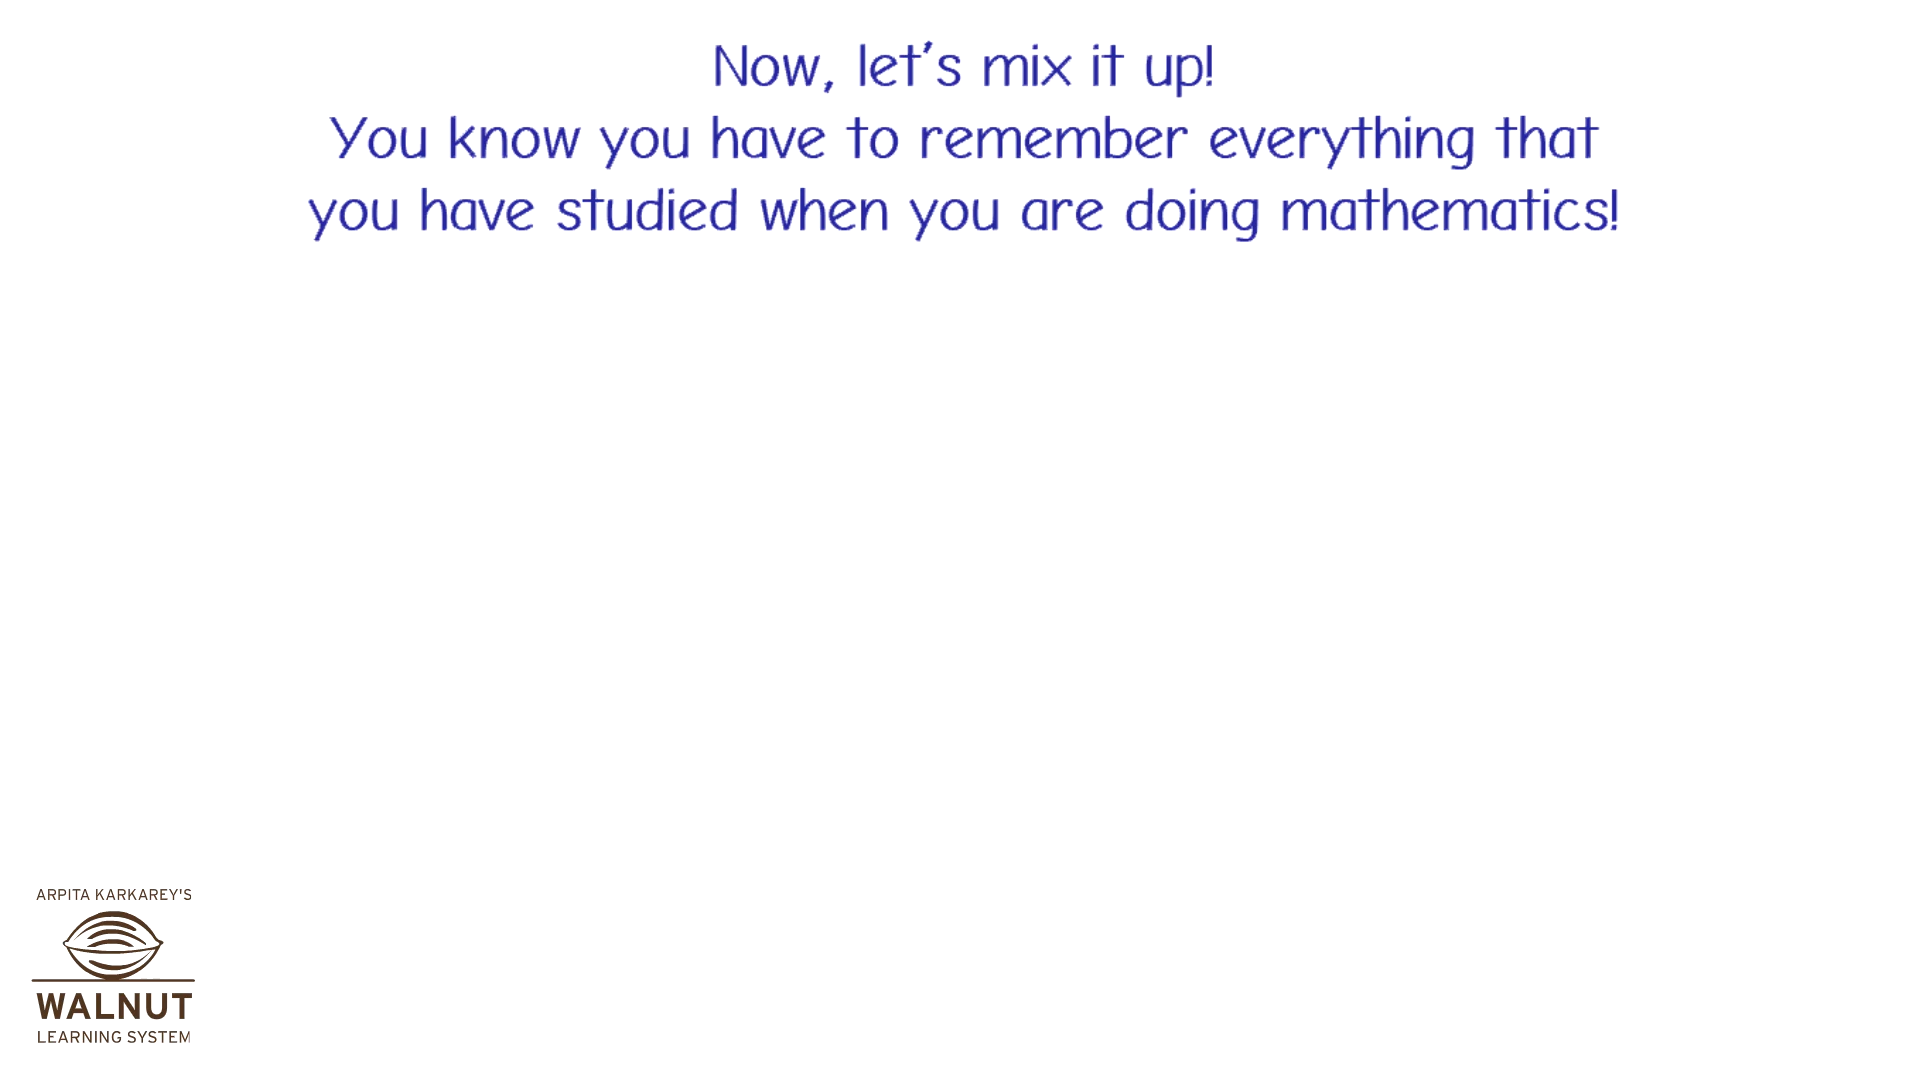 Now, let's mix it up!
You know you have to remember everything that
you have studied when you are doing mathematics!
ARPITA KARKAREY'S
WALNUT
LEARNING SYSTEM